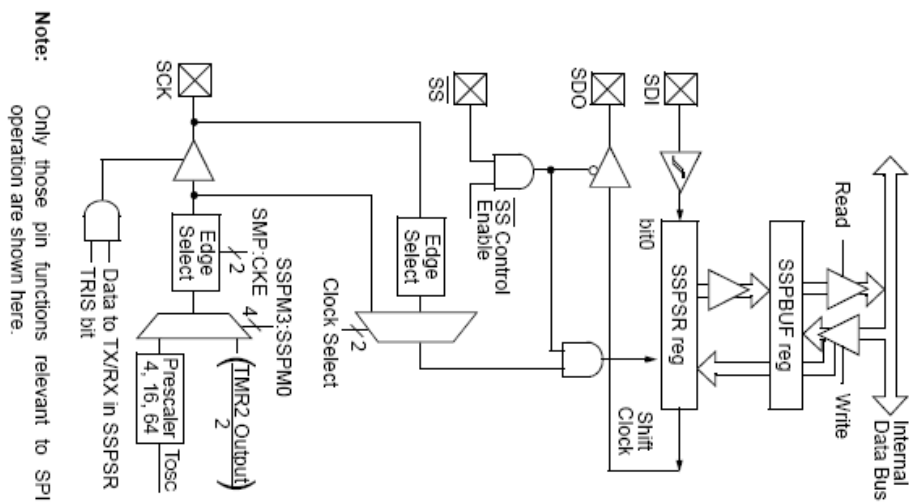 Internal
Data Bus
Read
Write
SSPBUF reg
SSPSR reg
SDI
bit0
Shift
Clock
SDO
SS Control
Enable
SS
Edge
Select
2
Clock Select
SSPM3:SSPM0
SMP:CKE
4
(TMR2 Output)
2
2
Edge
Select
Prescaler
4, 16, 64
Tosc
SCK
Data to TX/RX in SSPSR
TRIS bit
Note: Only those pin functions relevant to SPI
operation are shown here.